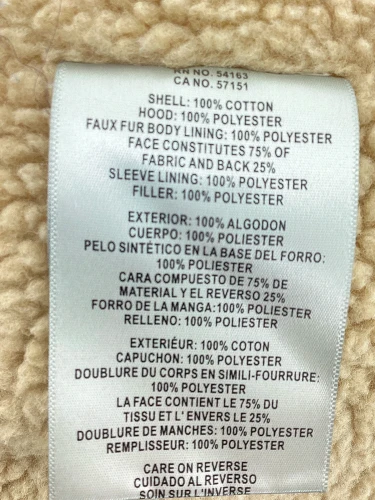 RN NO. 54163
CA NO. 57151
SHELL: 100% COTTON
HOOD: 100% POLYESTER
FAUX FUR BODY LINING: 100% POLYESTER
FACE CONSTITUTES 75% OF
FABRIC AND BACK 25%
SLEEVE LINING: 100% POLYESTER
FILLER: 100% POLYESTER
EXTERIOR: 100% ALGODON
CUERPO: 100% POLIESTER
PELO SINTÉTICO EN LA BASE DEL FORRO:
100% POLIESTER
CARA COMPUESTO DE 75% DE
MATERIAL Y EL REVERSO 25%
FORRO DE LA MANGA:100% POLIESTER
RELLENO: 100% POLIESTER
EXTERIEÚR: 100% COTON
CAPUCHON: 100% POLYESTER
DOUBLURE DU CORPS EN SIMILI-FOURRURE:
100% POLYESTER
LA FACE CONTIENT LE 75% DU
TISSU ET L' ENVERS LE 25%
DOUBLURE DE MANCHES: 100% POLYESTER
REMPLISSEUR: 100% POLYESTER
CARE ON REVERSE
CUIDADO AL REVERSO
SOIN SUR L'ENVERSE